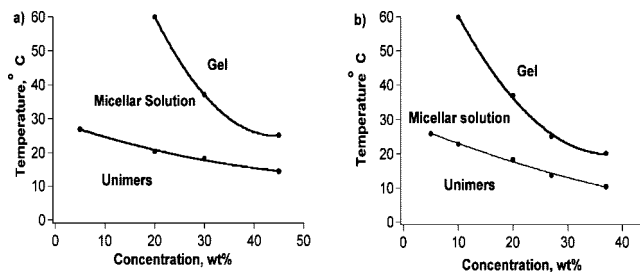 a)
60
50
40
30
20
10
0
Temperature,° C
Gel
Micellar Solution
Unimers
0 10 20 30 40 50
Concentration, wt%
b)
60
50
40
30
20
10
0
Temperature° C
Gel
Micellar solution
Unimers
0 10 20 30 40
Concentration, wt%